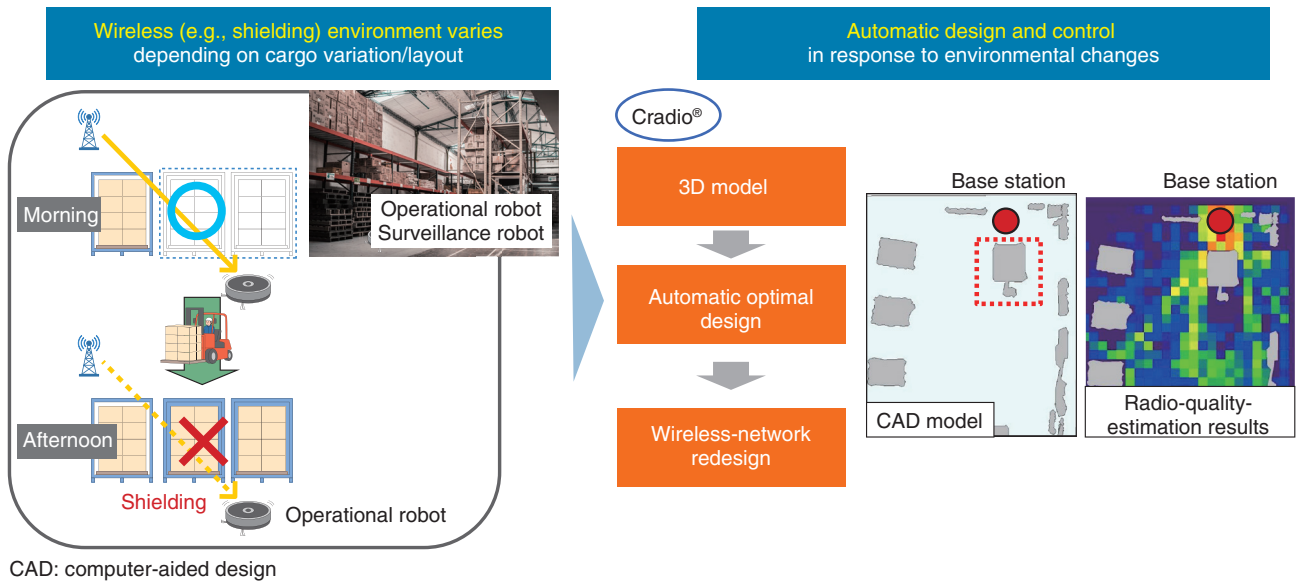 Wireless (e.g., shielding) environment varies
depending on cargo variation/layout
Morning
Operational robot
Surveillance robot
Afternoon
Shielding
Operational robot
CAD: computer-aided design
Automatic design and control
in response to environmental changes
Cradio®
3D model
Automatic optimal
design
Wireless-network
redesign
Base station
CAD model
Base station
Radio-quality-
estimation results